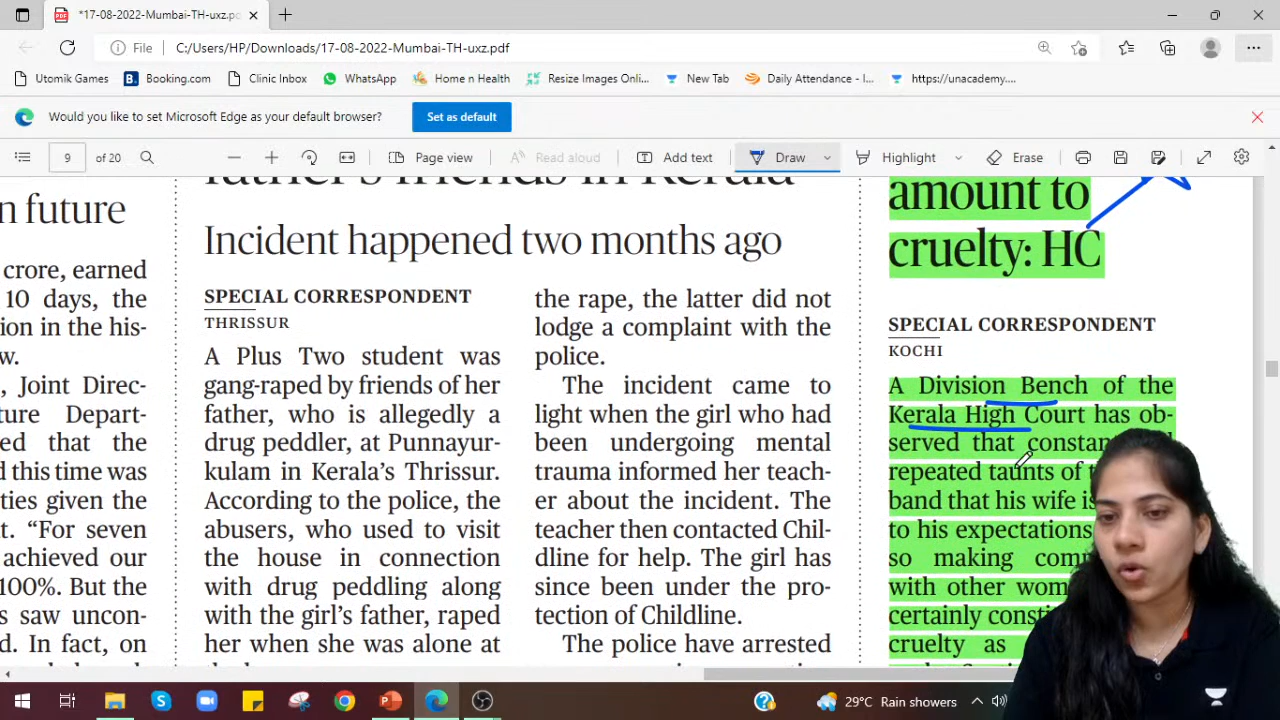 *17-08-2022-Mumbai-TH-uxz.pd
File
C:/Users/HP/Downloads/17-08-2022-Mumbai-TH-uxz.pdf
Utomik Games
Booking.com
Clinic Inbox
WhatsApp
Home n Health
Resize Images Onli...
New Tab
Daily Attendance - I...
https://unacademy....
Would you like to set Microsoft Edge as your default browser?
Set as default
9
of 20
Page view
Read aloud
Add text
Draw
Highlight
Erase
n future
crore, earned
10 days, the
ion in the his-
w.
, Joint Direc-
ture Depart-
ed that the
d this time was
ties given the
t. “For seven
achieved our
100%. But the
s saw uncon-
d. In fact, on
father's friends in Kerala
Incident happened two months ago
SPECIAL CORRESPONDENT
THRISSUR
A Plus Two student was
gang-raped by friends of her
father, who is allegedly a
drug peddler, at Punnayur-
kulam in Kerala’s Thrissur.
According to the police, the
abusers, who used to visit
the house in connection
with drug peddling along
with the girl’s father, raped
her when she was alone at
the rape, the latter did not
lodge a complaint with the
police.
The incident came to
light when the girl who had
been undergoing mental
trauma informed her teach-
er about the incident. The
teacher then contacted Chil-
dline for help. The girl has
since been under the pro-
tection of Childline.
The police have arrested
amount to
cruelty: HC
SPECIAL CORRESPONDENT
KOCHI
A Division Bench of the
Kerala High Court has ob-
served that constan
repeated taunts of
band that his wife is
to his expectations
so making com
with other wom
certainly consti
cruelty as
29°C Rain showers